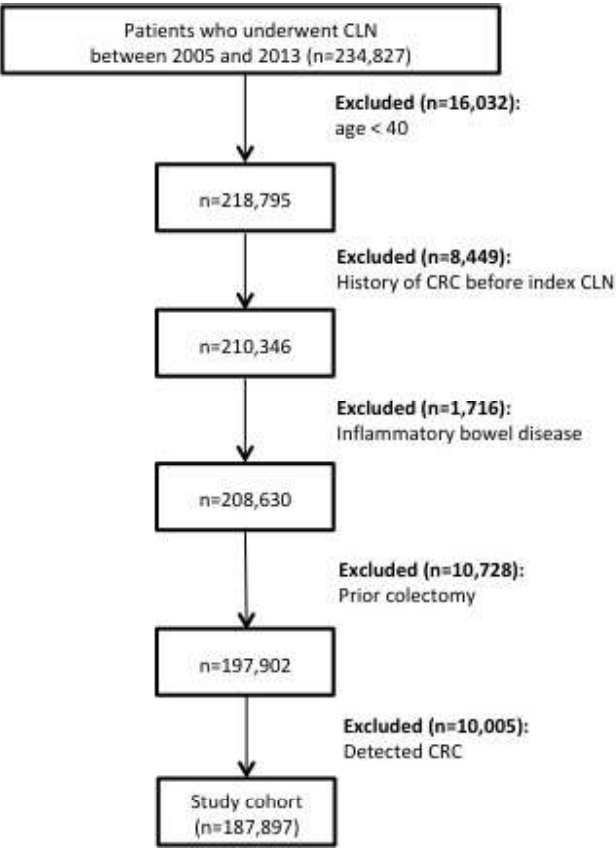 Patients who underwent CLN
between 2005 and 2013 (n=234,827)
Excluded (n=16,032):
age < 40
n=218,795
Excluded (n=8,449):
History of CRC before index CLN
n=210,346
Excluded (n=1,716):
Inflammatory bowel disease
n=208,630
Excluded (n=10,728):
Prior colectomy
n=197,902
Excluded (n=10,005):
Detected CRC
Study cohort
(n=187,897)